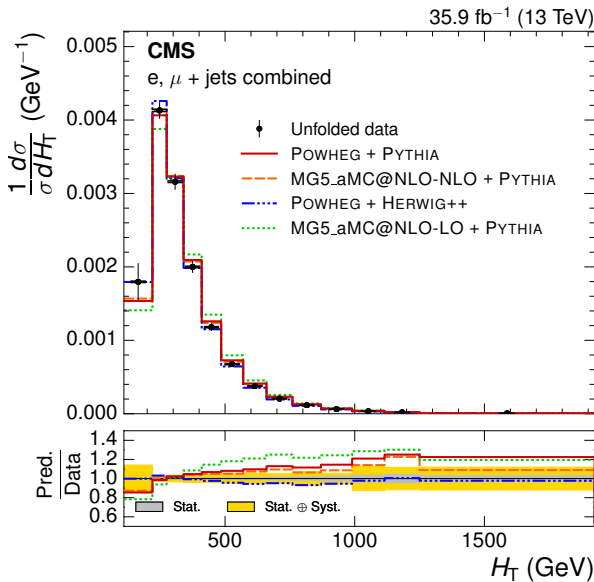 35.9 fb⁻¹ (13 TeV)
CMS
e, μ + jets combined
Unfolded data
POWHEG + PYTHIA
MG5_aMC@NLO-NLO + PYTHIA
POWHEG + HERWIG++
MG5_aMC@NLO-LO + PYTHIA
1/σ dσ/dH_T (GeV⁻¹)
0.005
0.004
0.003
0.002
0.001
0.000
Pred./Data
1.4
1.2
1.0
0.8
0.6
Stat.
Stat. ⊕ Syst.
500
1000
1500
H_T (GeV)